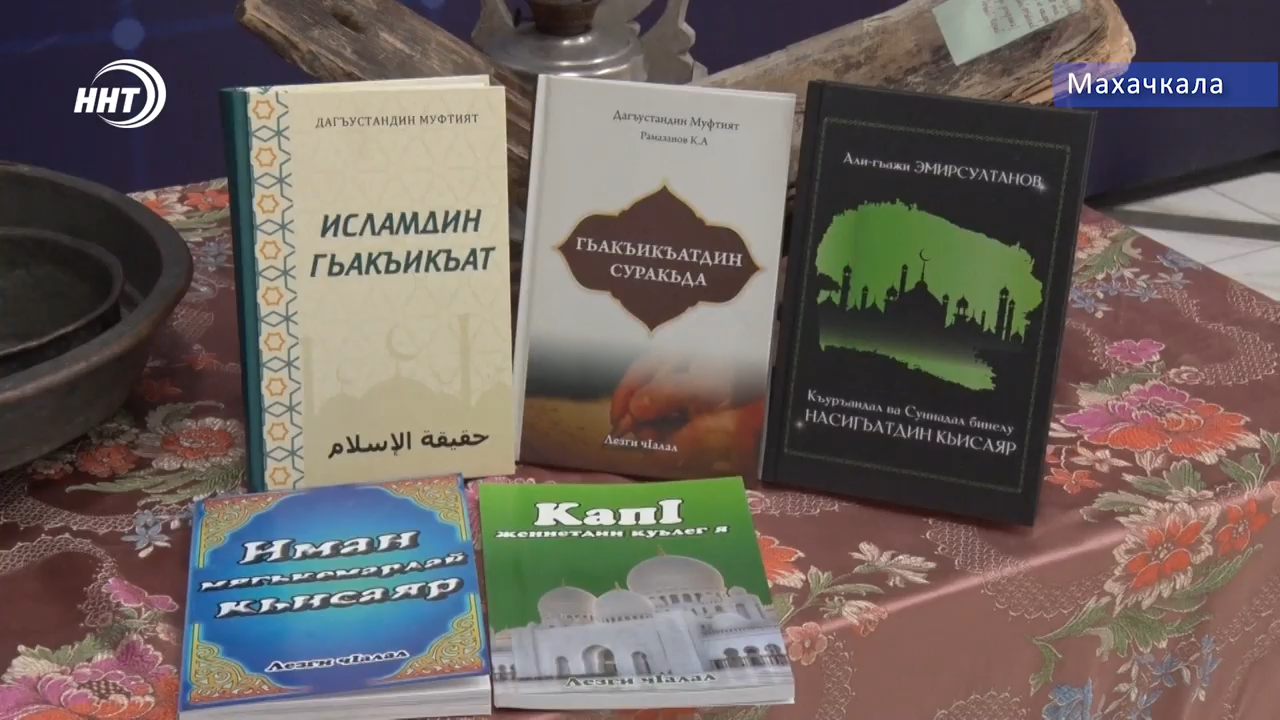 ННТ
Махачкала
ДАГЪУСТАНДИН МУФТИЯТ
ИСЛАМДИН
ГЬАКЪИКЪАТ
حقيقة الإسلام
Дагъустандин Муфтият
Рамазанов К.А
ГЬАКЪИКЪАТДИН
СУРАКЬДА
Лезги чIалал
Али-гьажи ЭМИРСУЛТАНОВ
Къуръандал ва Суннадал бинелу
НАСИГЬАТДИН КЬИСАЯР
Иман
мягькемардай
кьисаяр
Лезги чIалал
КапI
женнетдин куьлег я
Лезги чIалал